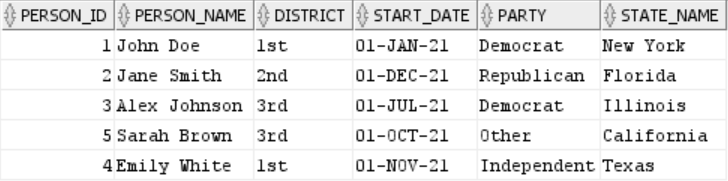 PERSON_ID PERSON_NAME DISTRICT START_DATE PARTY STATE_NAME
1 John Doe 1st 01-JAN-21 Democrat New York
2 Jane Smith 2nd 01-DEC-21 Republican Florida
3 Alex Johnson 3rd 01-JUL-21 Democrat Illinois
5 Sarah Brown 3rd 01-OCT-21 Other California
4 Emily White 1st 01-NOV-21 Independent Texas